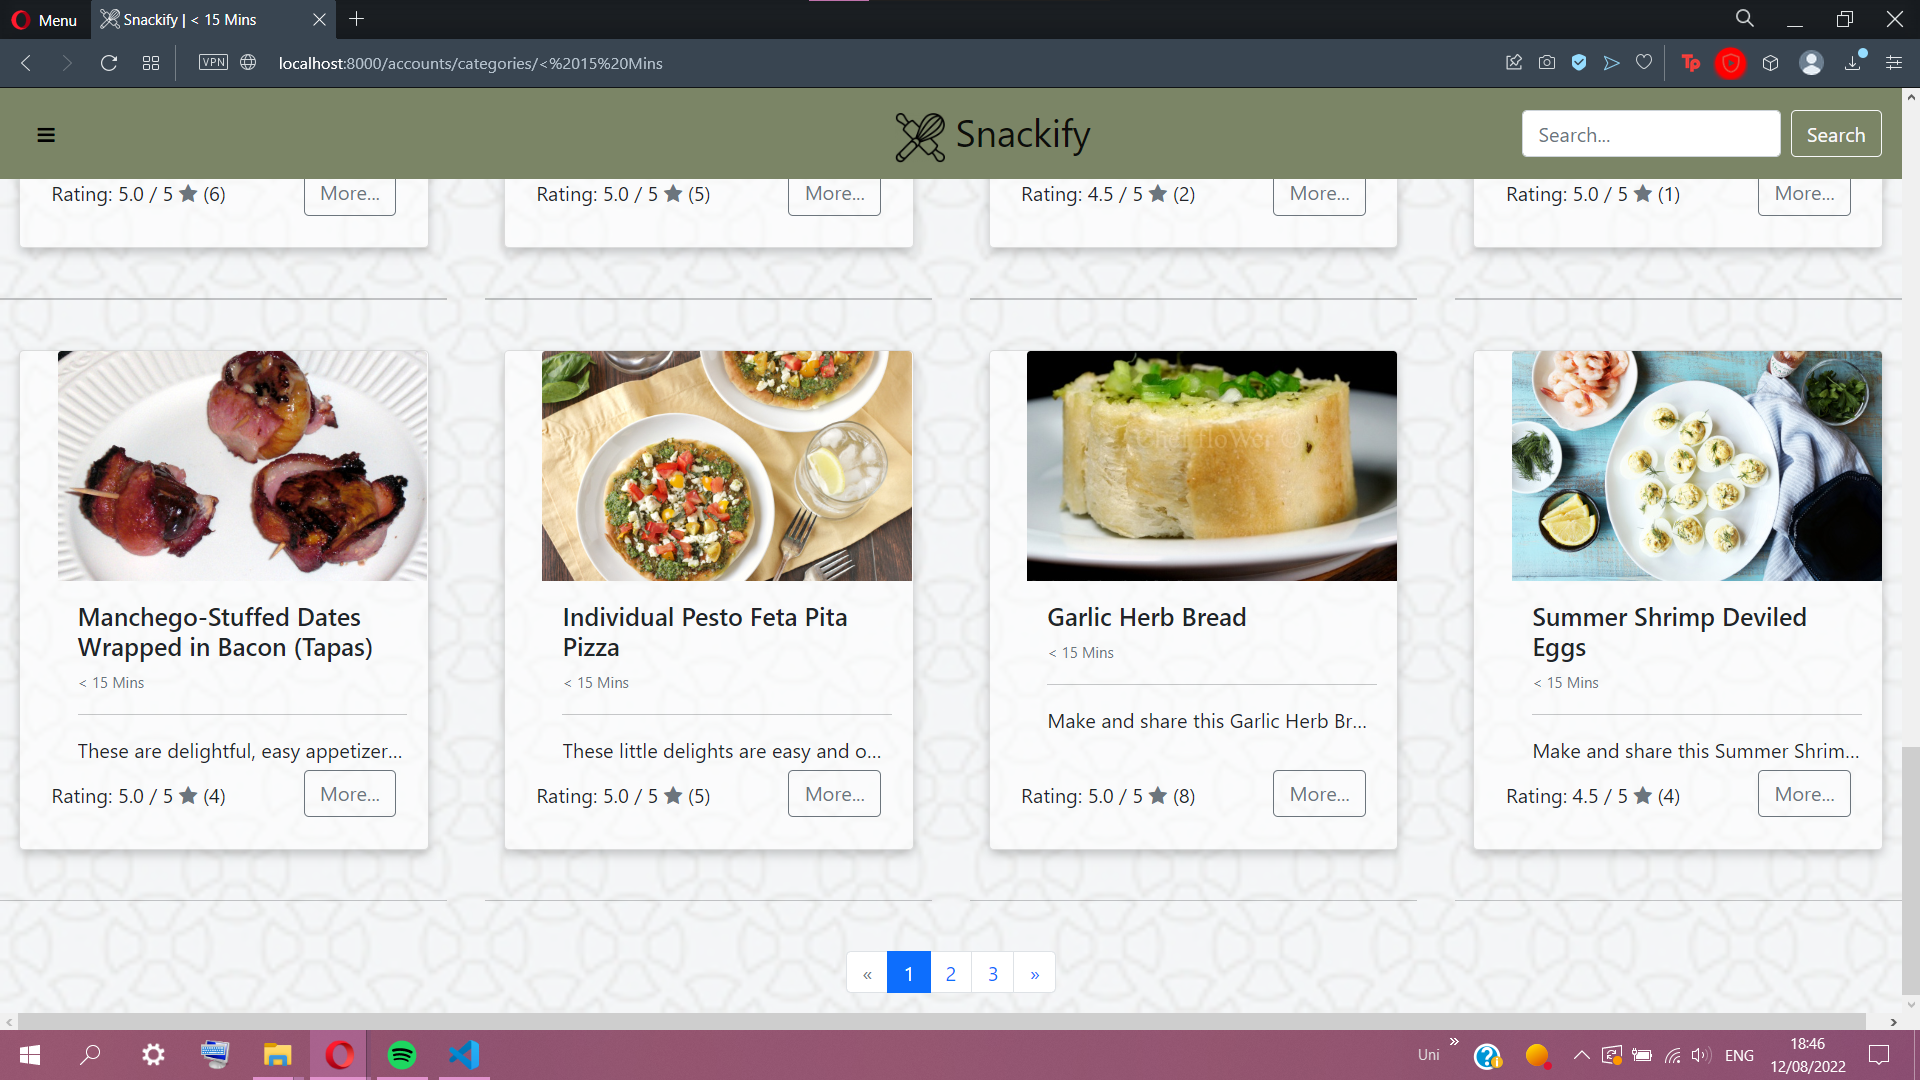 Menu
Snackify | < 15 Mins
VPN
localhost:8000/accounts/categories/<%2015%20Mins
Tp
Snackify
Search...
Search
Rating: 5.0 / 5 ★ (6)
More...
Rating: 5.0 / 5 ★ (5)
More...
Rating: 4.5 / 5 ★ (2)
More...
Rating: 5.0 / 5 ★ (1)
More...
Manchego-Stuffed Dates
Wrapped in Bacon (Tapas)
< 15 Mins
These are delightful, easy appetizer...
Rating: 5.0 / 5 ★ (4)
More...
Individual Pesto Feta Pita
Pizza
< 15 Mins
These little delights are easy and o...
Rating: 5.0 / 5 ★ (5)
More...
Chef floWer ©
Garlic Herb Bread
< 15 Mins
Make and share this Garlic Herb Br...
Rating: 5.0 / 5 ★ (8)
More...
Summer Shrimp Deviled
Eggs
< 15 Mins
Make and share this Summer Shrim...
Rating: 4.5 / 5 ★ (4)
More...
« 1 2 3 »
Uni
»
ENG
18:46
12/08/2022